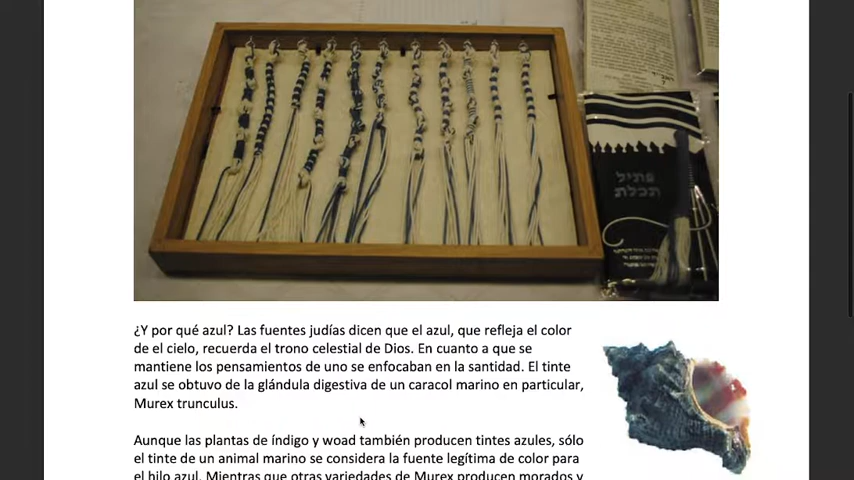 פתיל
תכלת
¿Y por qué azul? Las fuentes judías dicen que el azul, que refleja el color
de el cielo, recuerda el trono celestial de Dios. En cuanto a que se
mantiene los pensamientos de uno se enfocaban en la santidad. El tinte
azul se obtuvo de la glándula digestiva de un caracol marino en particular,
Murex trunculus.
Aunque las plantas de índigo y woad también producen tintes azules, sólo
el tinte de un animal marino se considera la fuente legítima de color para
el hilo azul. Mientras que otras variedades de Murex producen morados y